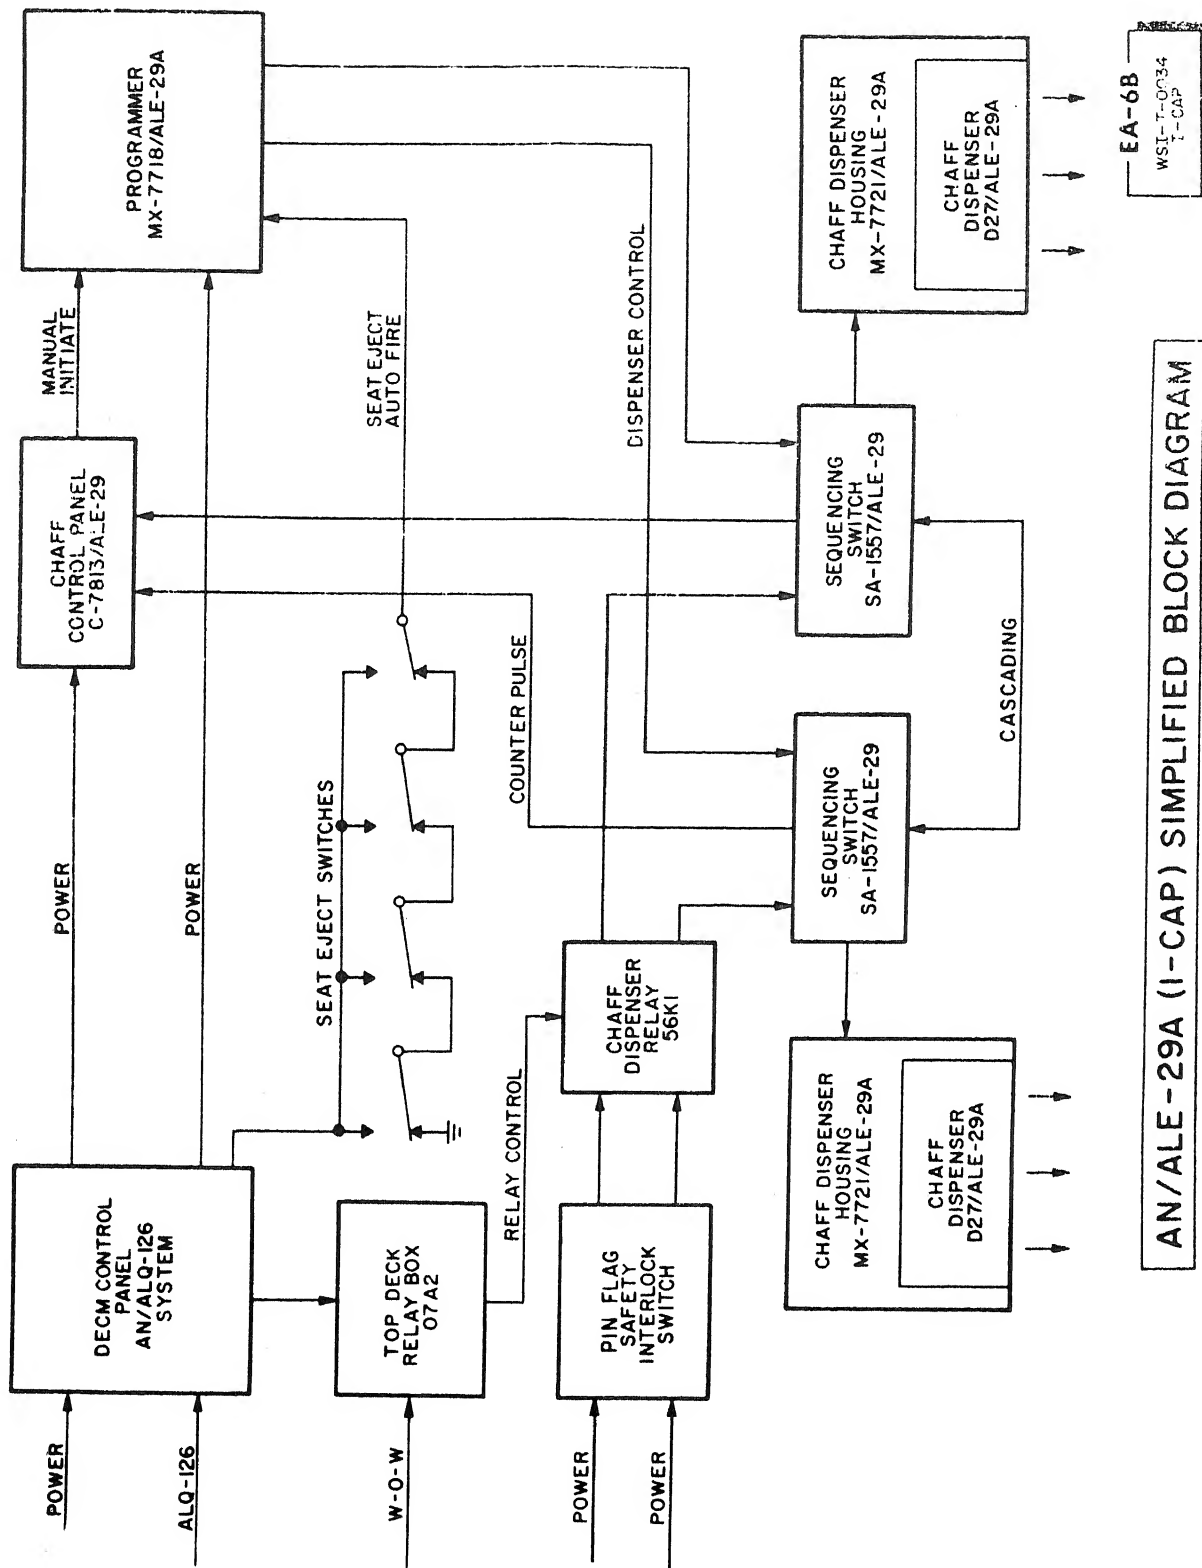 POWER
ALQ-126
W-O-W
POWER
POWER
DECM CONTROL
PANEL
AN/ALQ-126
SYSTEM
TOP DECK
RELAY BOX
07A2
PIN FLAG
SAFETY
INTERLOCK
SWITCH
POWER
POWER
SEAT EJECT SWITCHES
RELAY CONTROL
CHAFF
DISPENSER
RELAY
56K1
CHAFF
CONTROL PANEL
C-7813/ALE-29
MANUAL
INITIATE
PROGRAMMER
MX-7718/ALE-29A
SEAT EJECT
AUTO FIRE
COUNTER PULSE
DISPENSER CONTROL
SEQUENCING
SWITCH
SA-1557/ALE-29
SEQUENCING
SWITCH
SA-1557/ALE-29
CASCADING
CHAFF DISPENSER
HOUSING
MX-7721/ALE-29A
CHAFF
DISPENSER
D27/ALE-29A
CHAFF DISPENSER
HOUSING
MX-7721/ALE-29A
CHAFF
DISPENSER
D27/ALE-29A
EA-6B
WSI-T-0034
I-CAP
AN/ALE-29A (I-CAP) SIMPLIFIED BLOCK DIAGRAM